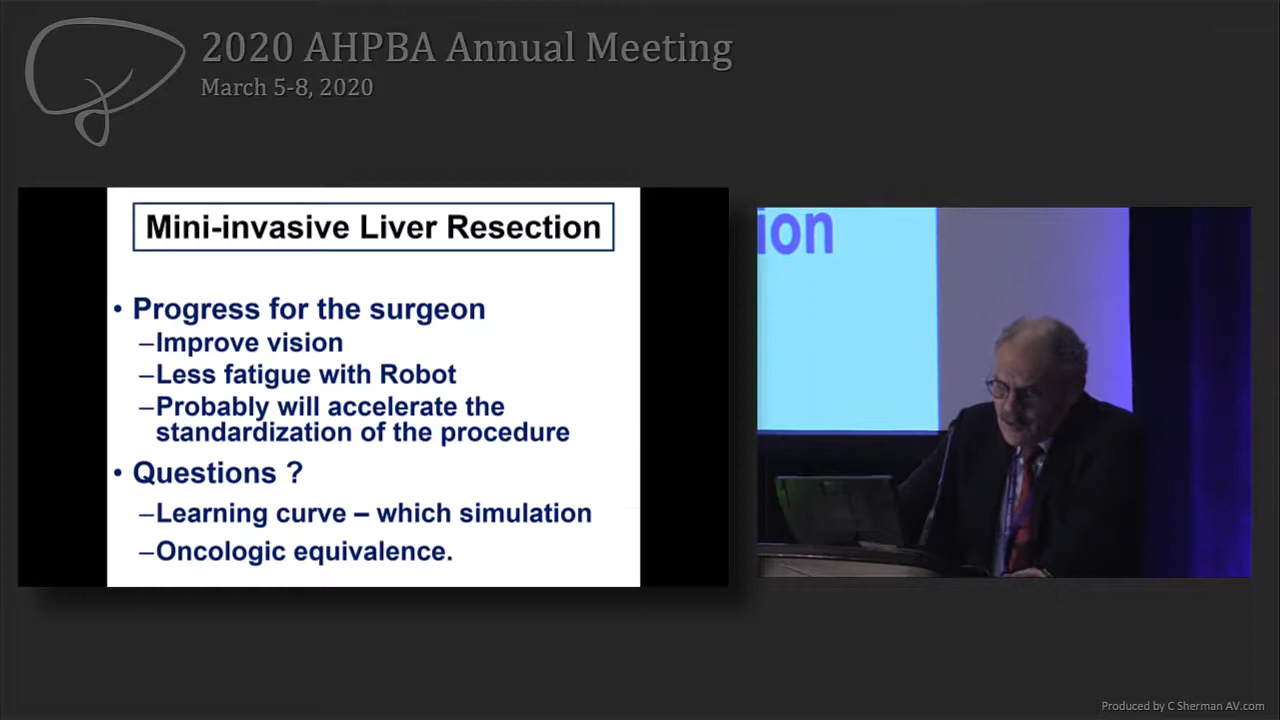 2020 AHPBA Annual Meeting
March 5-8, 2020
Mini-invasive Liver Resection
• Progress for the surgeon
–Improve vision
–Less fatigue with Robot
–Probably will accelerate the
standardization of the procedure
• Questions ?
–Learning curve – which simulation
–Oncologic equivalence.
ion
Produced by C Sherman AV.com